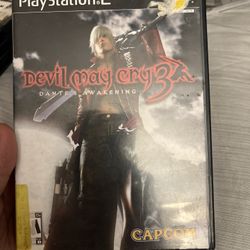 PlayStation 2
Devil may cry 3
DANTE'S AWAKENING
CAPCOM